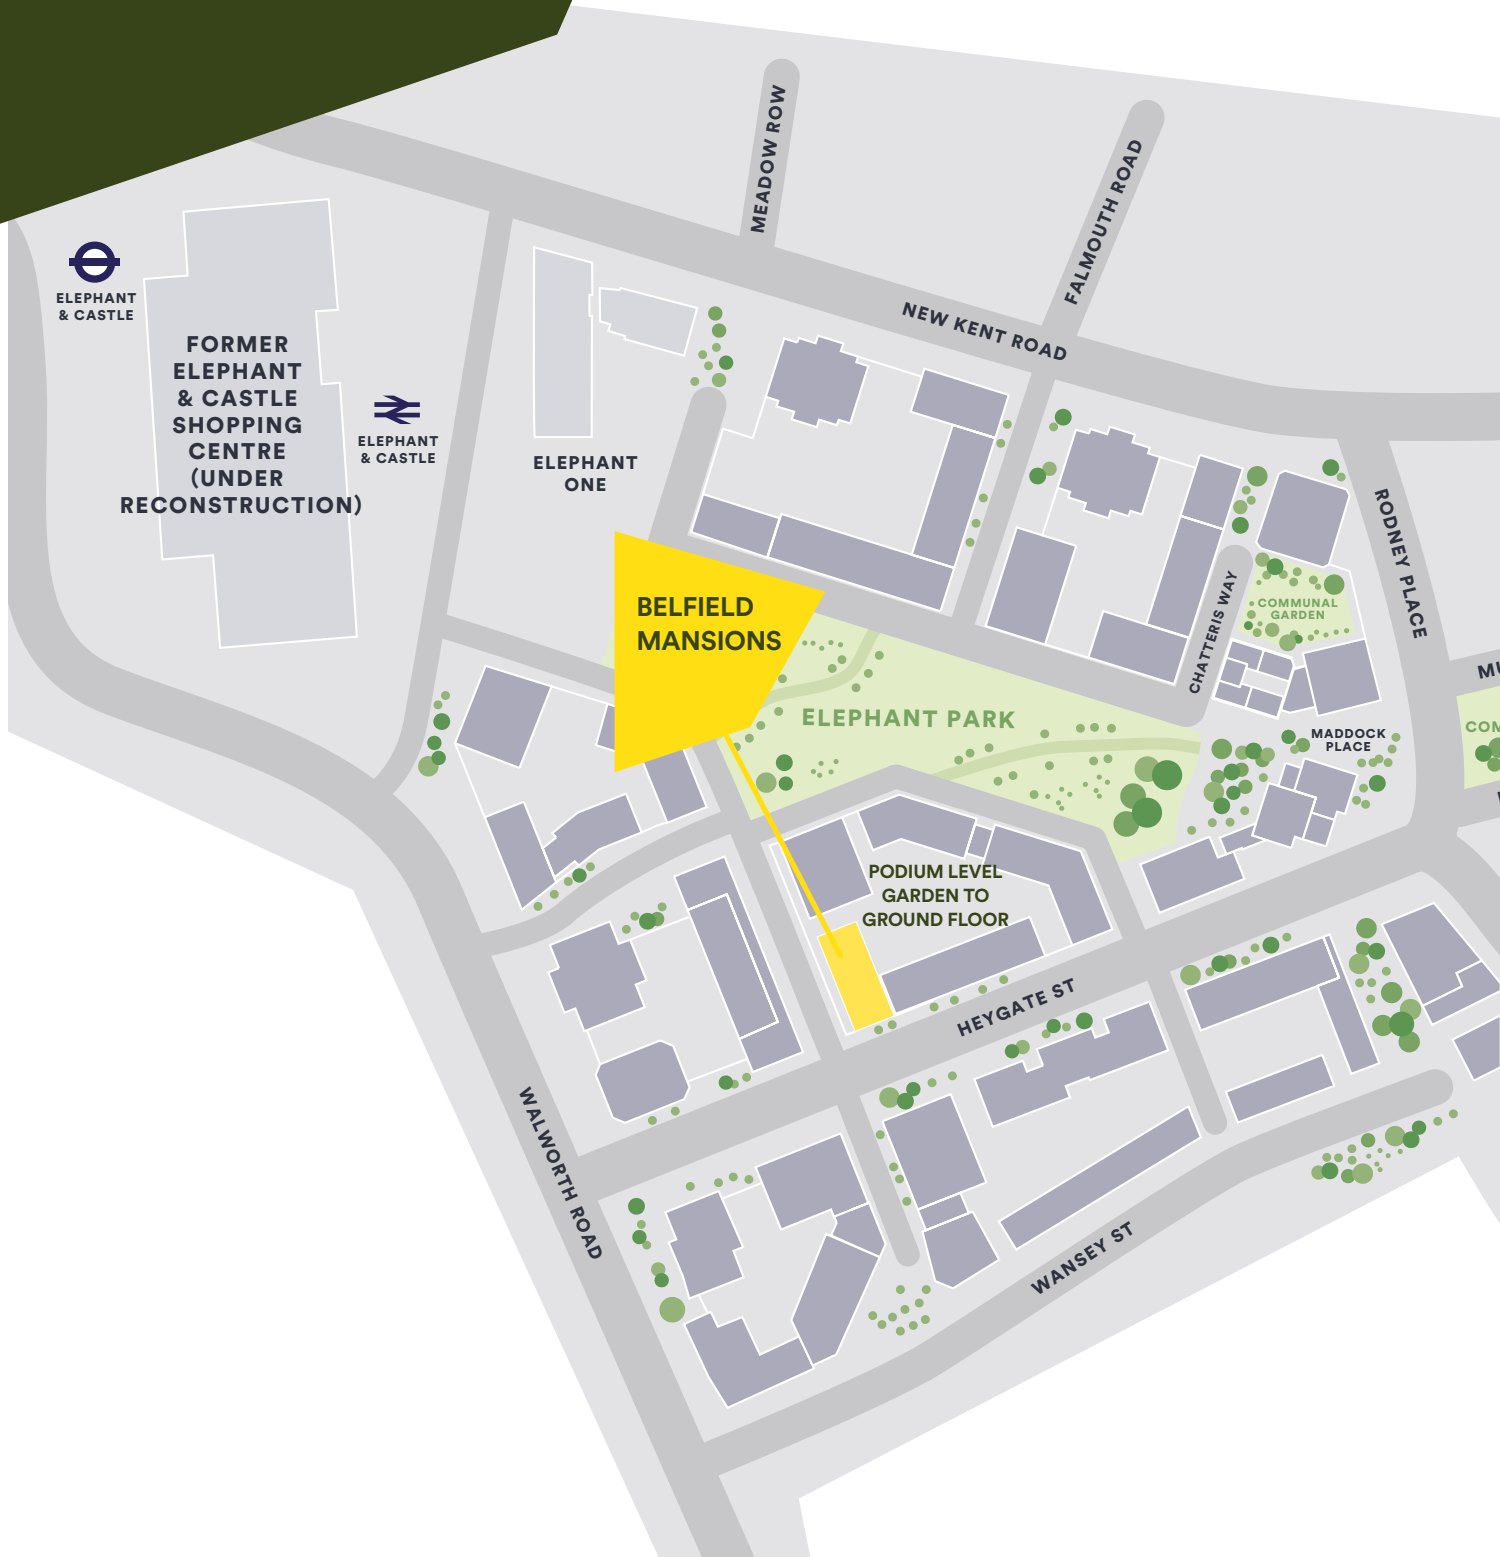 MEADOW ROW
FALMOUTH ROAD
NEW KENT ROAD
ELEPHANT
& CASTLE
FORMER
ELEPHANT
& CASTLE
SHOPPING
CENTRE
(UNDER
RECONSTRUCTION)
ELEPHANT
& CASTLE
ELEPHANT
ONE
RODNEY PLACE
CHATTERIS WAY
COMMUNAL
GARDEN
BELFIELD
MANSIONS
ELEPHANT PARK
MADDOCK
PLACE
COM
PODIUM LEVEL
GARDEN TO
GROUND FLOOR
HEYGATE ST
WALWORTH ROAD
WANSEY ST